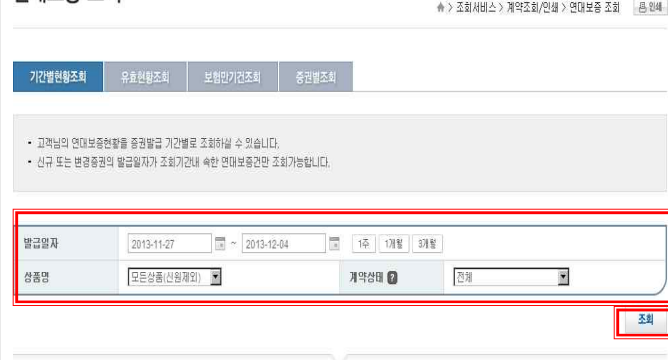 > 조회서비스 > 계약조회/인쇄 > 연대보증 조회 인쇄
기간별현황조회 유효현황조회 보험만기건조회 증권별조회
• 고객님의 연대보증현황을 증권발급 기간별로 조회하실 수 있습니다.
• 신규 또는 변경증권의 발급일자가 조회기간내 속한 연대보증건만 조회가능합니다.
발급일자 2013-11-27 ~ 2013-12-04 1주 1개월 3개월
상품명 모든상품(신원제외) 계약상태 ? 전체
조회